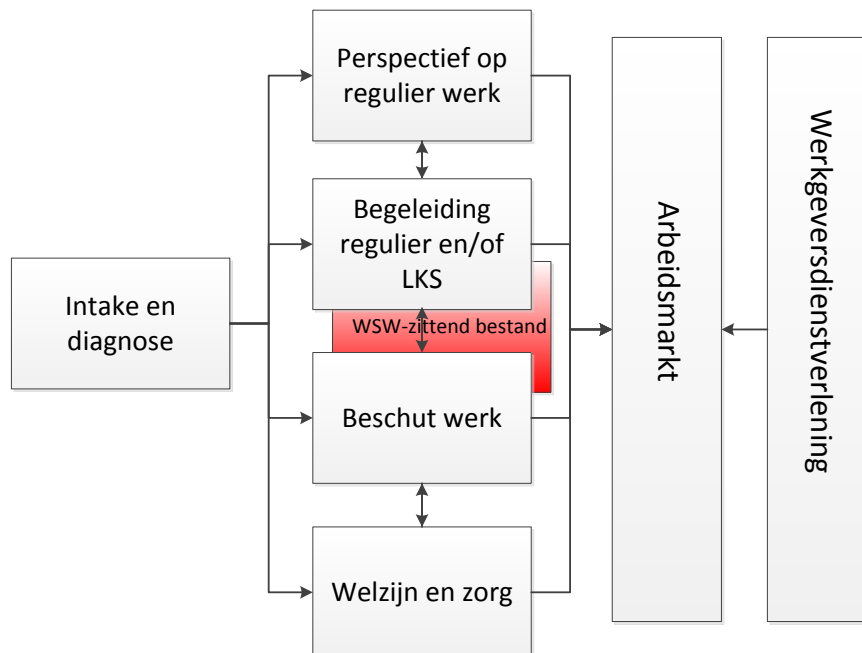 Intake en
diagnose
Perspectief op
regulier werk
Begeleiding
regulier en/of
LKS
WSW-zittend bestand
Beschut werk
Welzijn en zorg
Arbeidsmarkt
Werkgeversdienstverlening